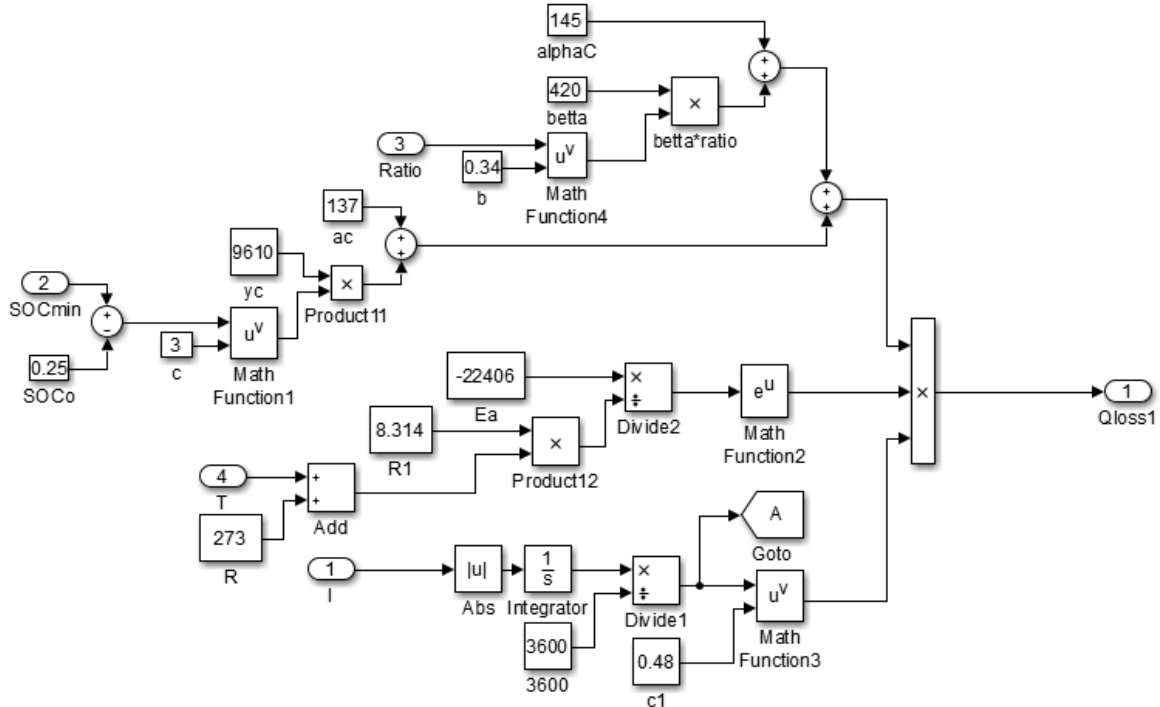 145
+
+
alphaC
420
×
betta
betta*ratio
3
Ratio
u^v
0.34
b
Math
Function4
+
+
137
ac
+
+
9610
yc
×
Product11
2
SOCmin
+
−
u^v
3
c
Math
Function1
0.25
SOCo
-22406
Ea
×
÷
Divide2
e^u
Math
Function2
×
1
Qloss1
8.314
R1
×
Product12
4
T
+
+
Add
273
R
A
Goto
1
I
|u|
Abs
1
s
Integrator
×
÷
Divide1
u^v
Math
Function3
3600
3600
0.48
c1